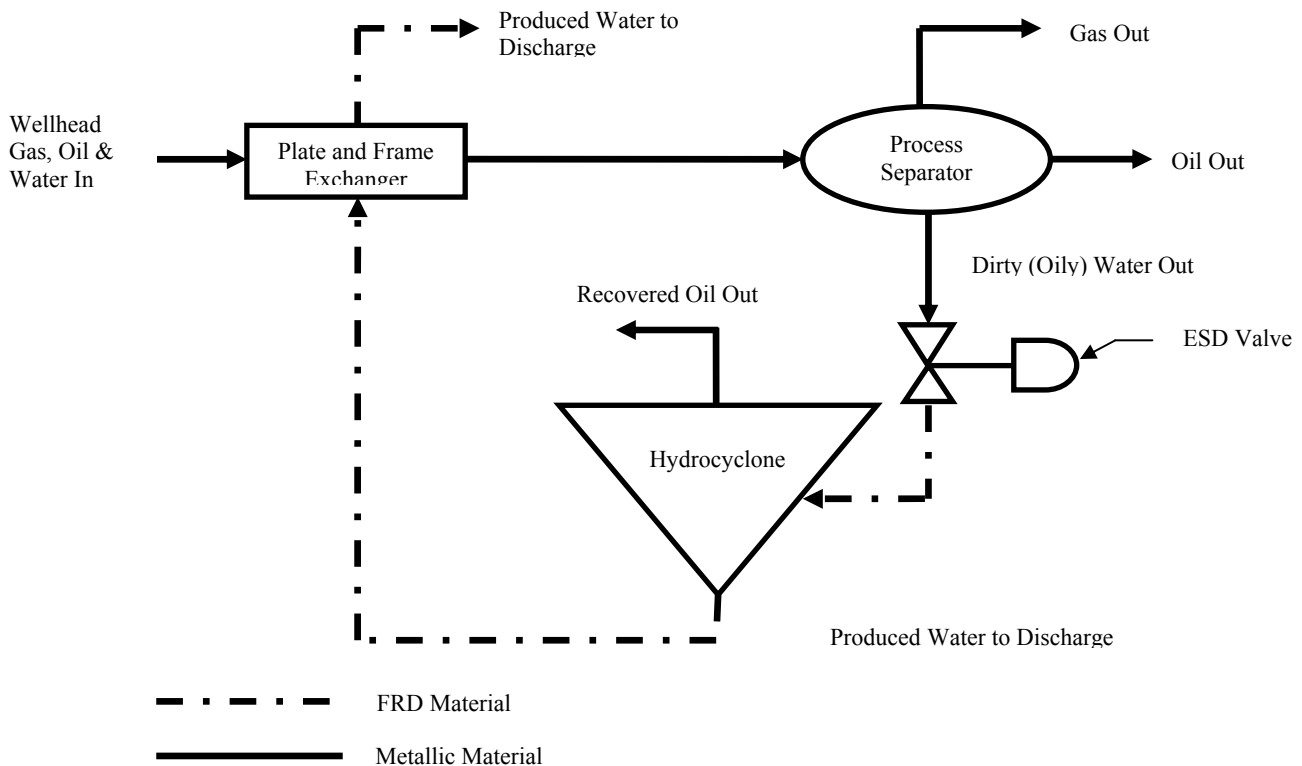 Produced Water to
Discharge
Gas Out
Wellhead
Gas, Oil &
Water In
Plate and Frame
Exchanger
Process
Separator
Oil Out
Dirty (Oily) Water Out
Recovered Oil Out
ESD Valve
Hydrocyclone
Produced Water to Discharge
FRD Material
Metallic Material